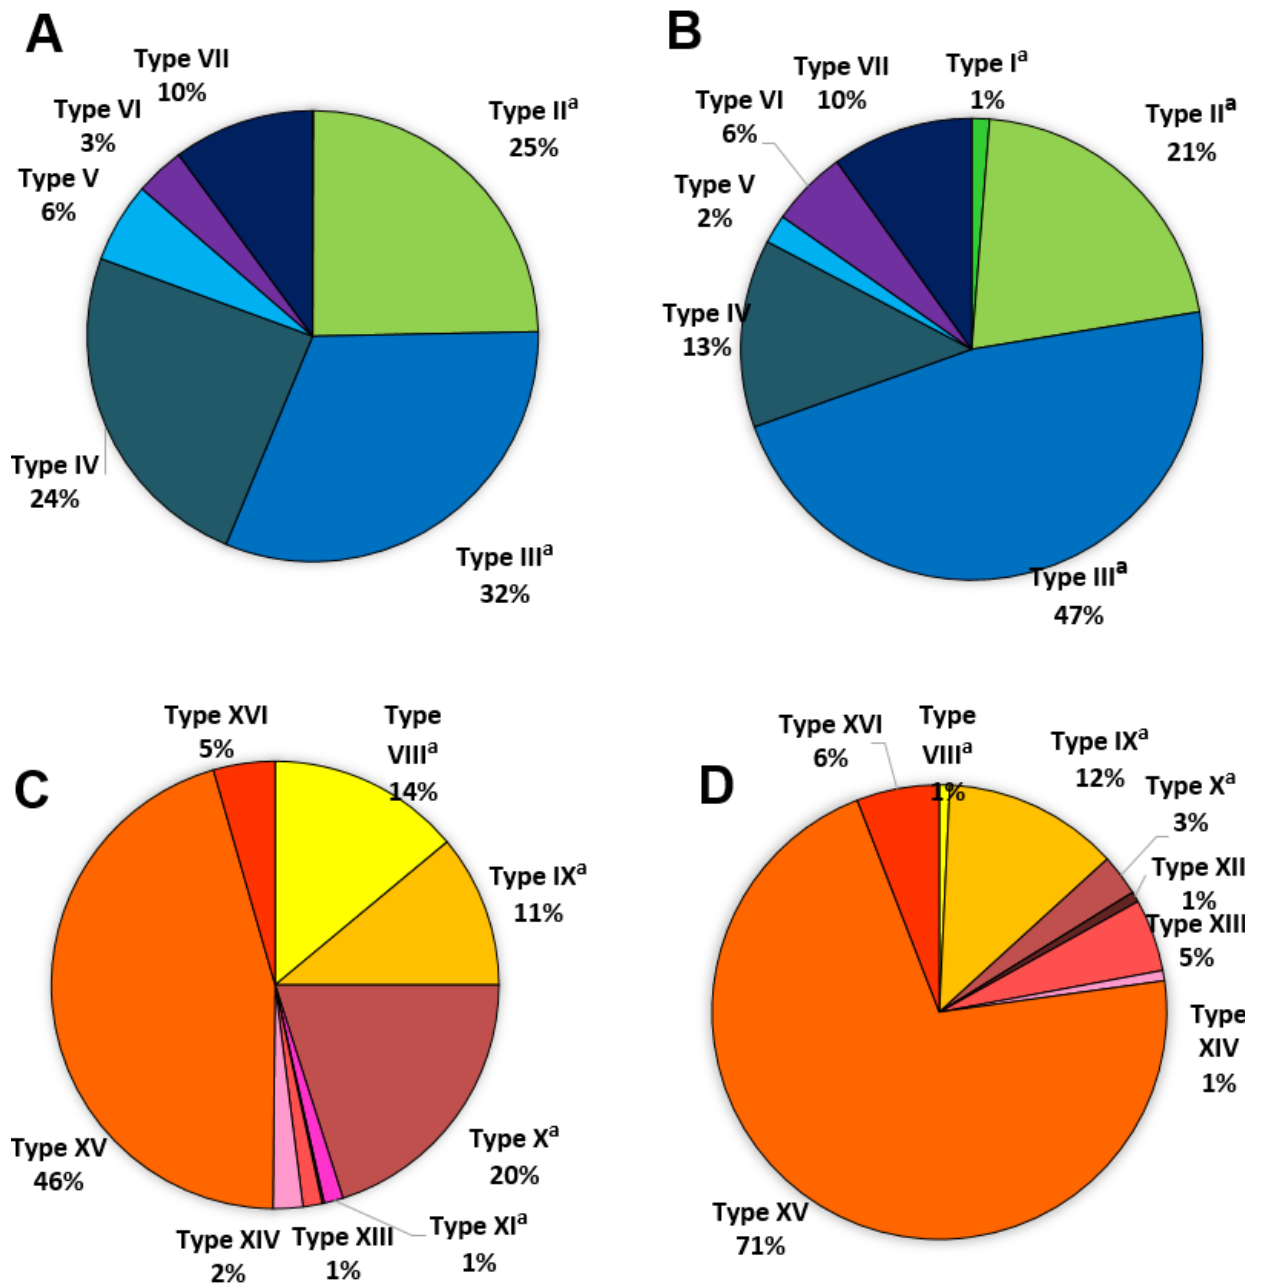 A
Type VII
10%
Type VI
3%
Type V
6%
Type IIᵃ
25%
Type IV
24%
Type IIIᵃ
32%
B
Type VII
10%
Type Iᵃ
1%
Type VI
6%
Type IIᵃ
21%
Type V
2%
Type IV
13%
Type IIIᵃ
47%
C
Type XVI
5%
Type
VIIIᵃ
14%
Type IXᵃ
11%
Type Xᵃ
20%
Type XV
46%
Type XIV
2%
Type XIII
1%
Type XIᵃ
1%
D
Type XVI
6%
Type
VIIIᵃ
1%
Type IXᵃ
12%
Type Xᵃ
3%
Type XII
1%
Type XIII
5%
Type
XIV
1%
Type XV
71%